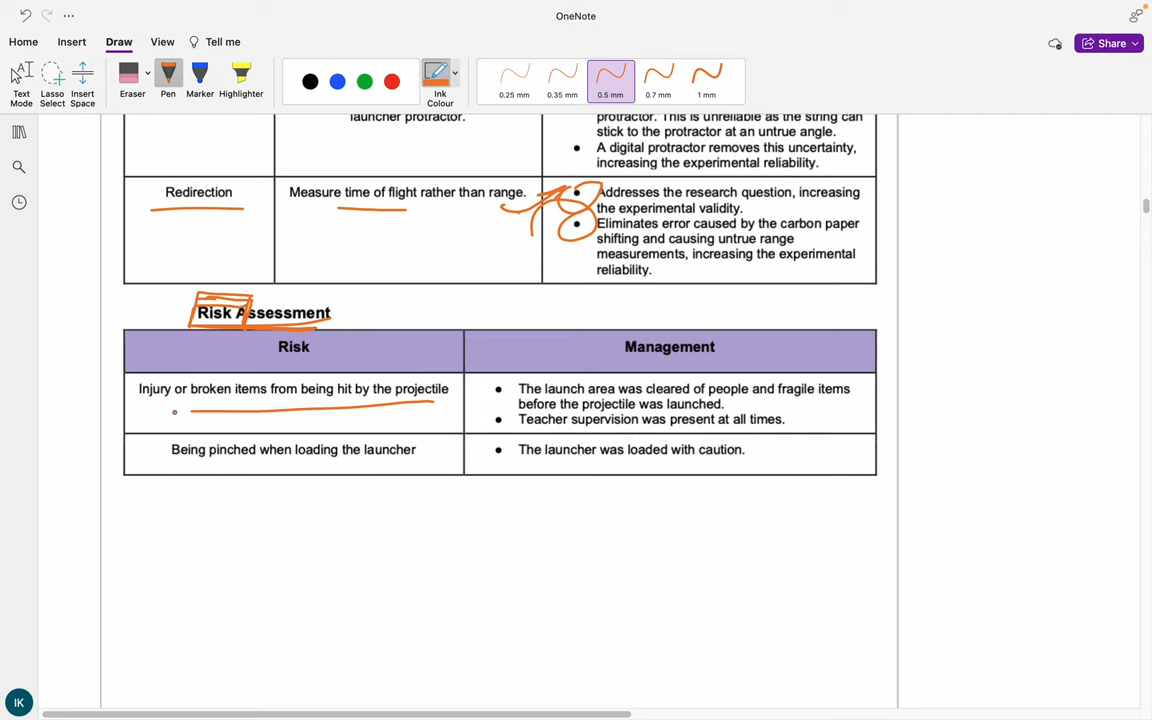 OneNote
Home
Insert
Draw
View
Tell me
Share
Text
Mode
Lasso
Select
Insert
Space
Eraser
Pen
Marker
Highlighter
Ink
Colour
0.25 mm
0.35 mm
0.5 mm
0.7 mm
1 mm
launcher protractor.
protractor. This is unreliable as the string can
stick to the protractor at an untrue angle.
A digital protractor removes this uncertainty,
increasing the experimental reliability.
Redirection
Measure time of flight rather than range.
Addresses the research question, increasing
the experimental validity.
Eliminates error caused by the carbon paper
shifting and causing untrue range
measurements, increasing the experimental
reliability.
Risk Assessment
Risk
Management
Injury or broken items from being hit by the projectile
The launch area was cleared of people and fragile items
before the projectile was launched.
Teacher supervision was present at all times.
Being pinched when loading the launcher
The launcher was loaded with caution.
IK